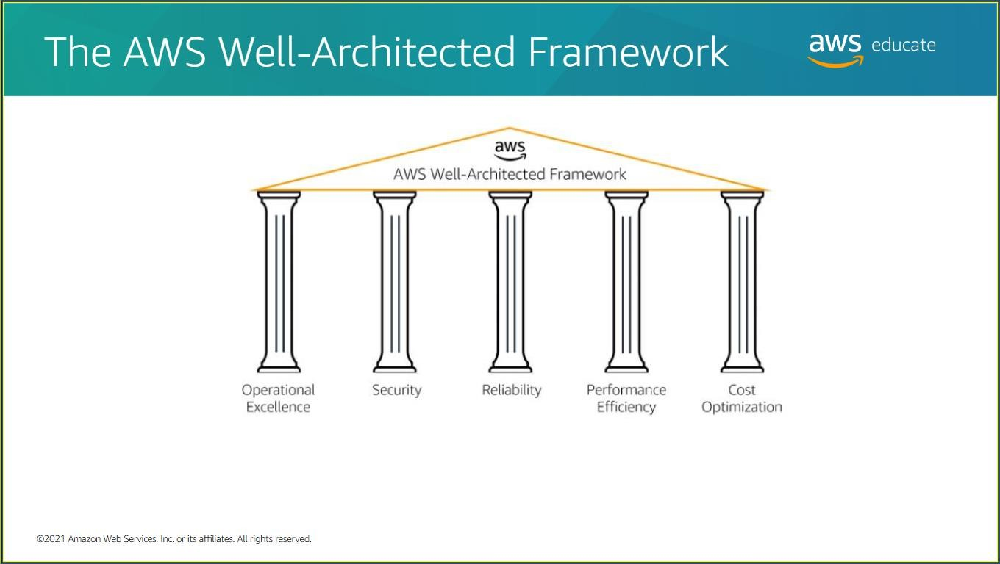 The AWS Well-Architected Framework
aws educate
aws
AWS Well-Architected Framework
Operational
Excellence
Security
Reliability
Performance
Efficiency
Cost
Optimization
©2021 Amazon Web Services, Inc. or its affiliates. All rights reserved.